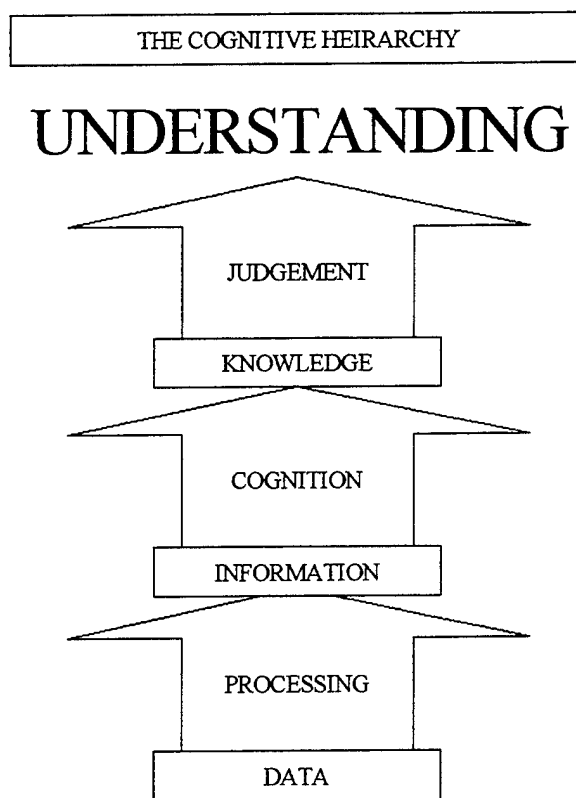 THE COGNITIVE HEIRARCHY
UNDERSTANDING
JUDGEMENT
KNOWLEDGE
COGNITION
INFORMATION
PROCESSING
DATA